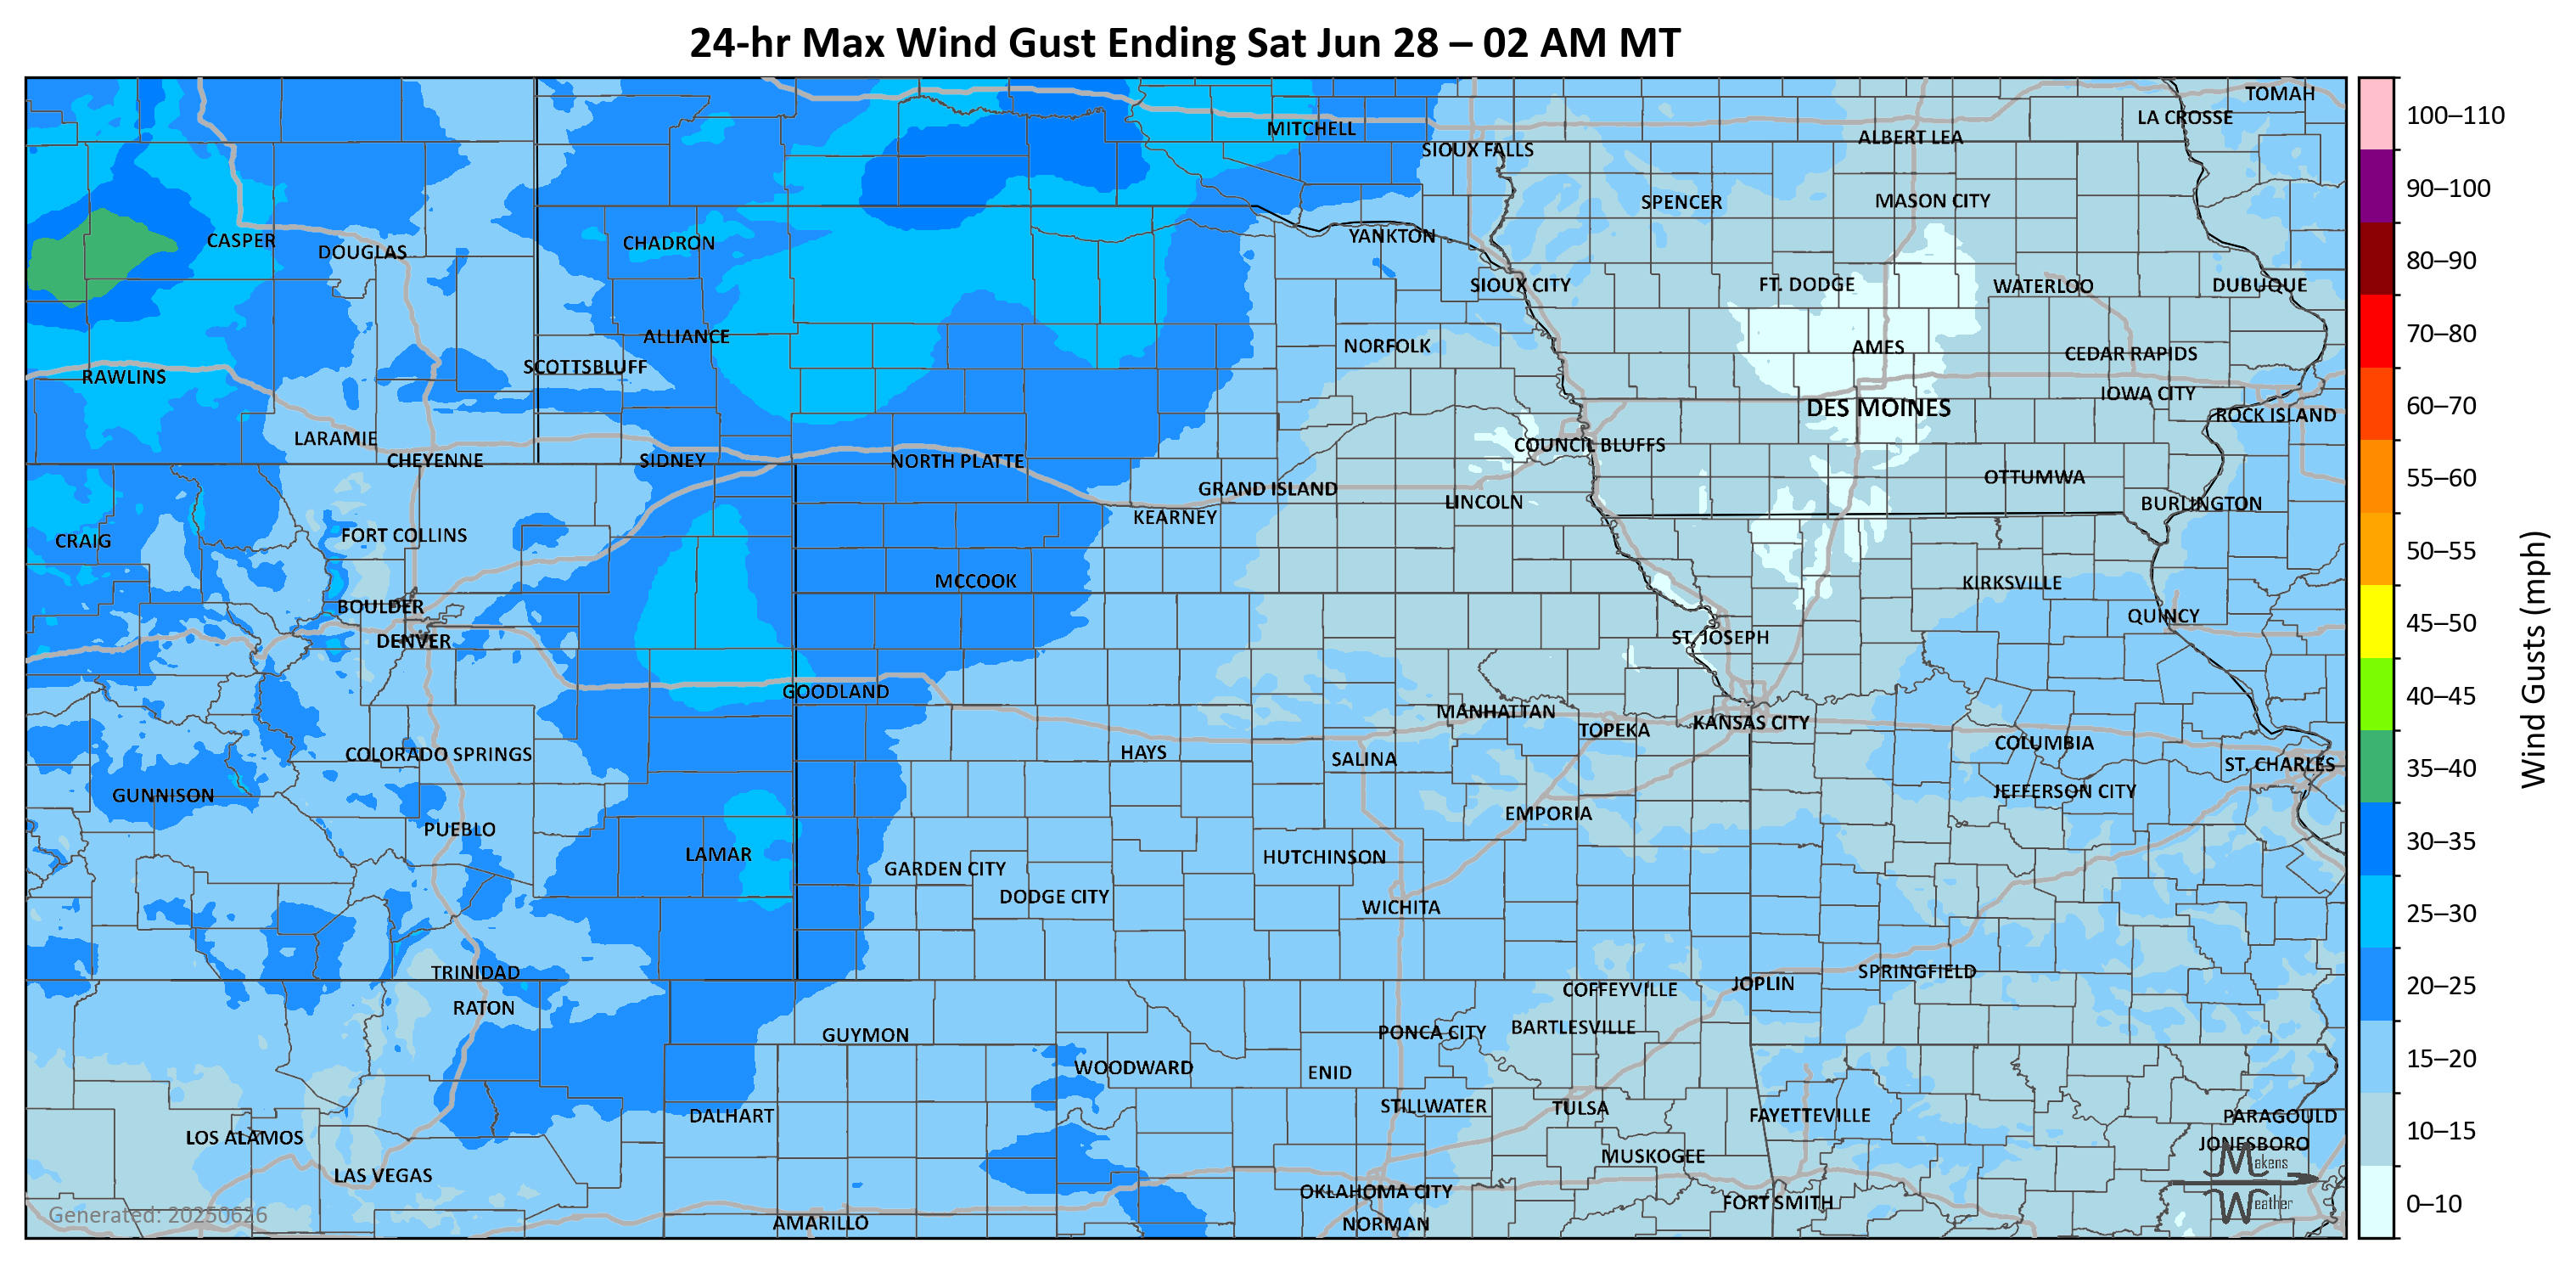 24-hr Max Wind Gust Ending Sat Jun 28 – 02 AM MT
TOMAH
LA CROSSE
MITCHELL
ALBERT LEA
SIOUX FALLS
SPENCER
MASON CITY
CASPER
DOUGLAS
CHADRON
YANKTON
SIOUX CITY
FT. DODGE
WATERLOO
DUBUQUE
ALLIANCE
NORFOLK
AMES
CEDAR RAPIDS
RAWLINS
SCOTTSBLUFF
IOWA CITY
DES MOINES
ROCK ISLAND
LARAMIE
COUNCIL BLUFFS
CHEYENNE
SIDNEY
NORTH PLATTE
OTTUMWA
GRAND ISLAND
LINCOLN
BURLINGTON
KEARNEY
CRAIG
FORT COLLINS
MCCOOK
KIRKSVILLE
BOULDER
QUINCY
DENVER
ST. JOSEPH
GOODLAND
MANHATTAN
TOPEKA
KANSAS CITY
COLORADO SPRINGS
HAYS
SALINA
COLUMBIA
ST. CHARLES
GUNNISON
JEFFERSON CITY
EMPORIA
PUEBLO
LAMAR
GARDEN CITY
HUTCHINSON
DODGE CITY
WICHITA
TRINIDAD
SPRINGFIELD
JOPLIN
COFFEYVILLE
RATON
GUYMON
PONCA CITY
BARTLESVILLE
WOODWARD
ENID
DALHART
STILLWATER
TULSA
FAYETTEVILLE
PARAGOULD
LOS ALAMOS
JONESBORO
LAS VEGAS
MUSKOGEE
OKLAHOMA CITY
FORT SMITH
AMARILLO
NORMAN
Generated: 20250626
Makens
Weather
100–110
90–100
80–90
70–80
60–70
55–60
50–55
45–50
40–45
35–40
30–35
25–30
20–25
15–20
10–15
0–10
Wind Gusts (mph)